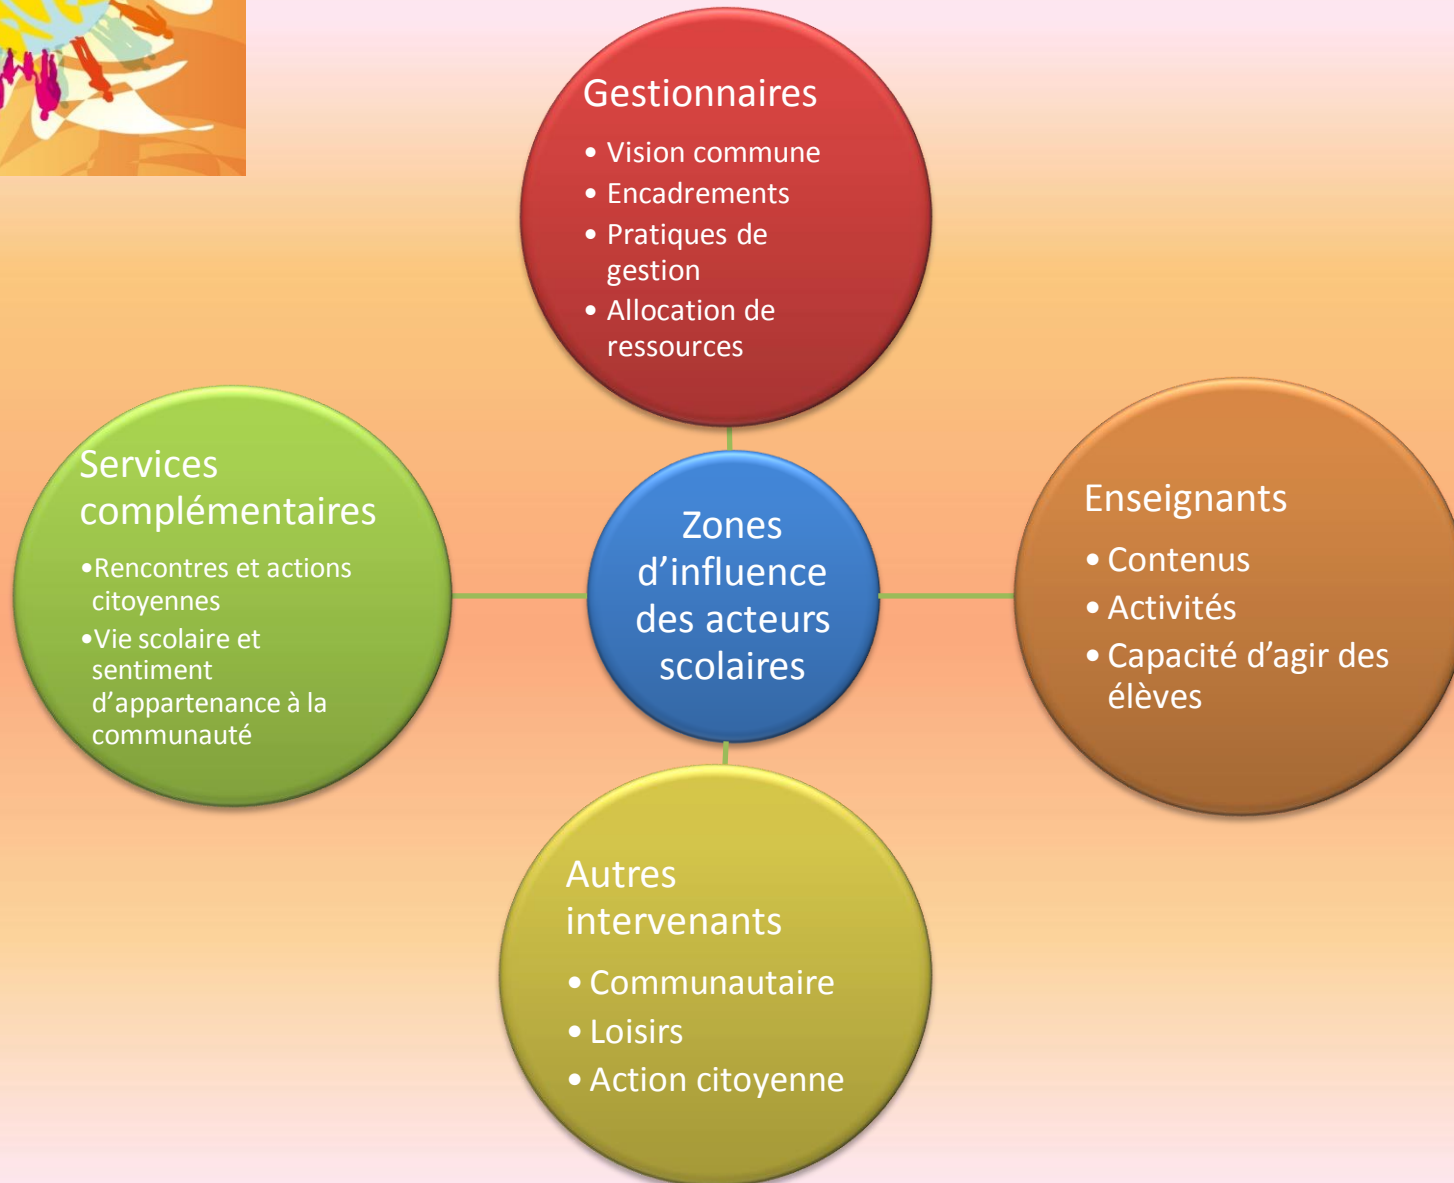 Gestionnaires
• Vision commune
• Encadrements
• Pratiques de
gestion
• Allocation de
ressources
Services
complémentaires
•Rencontres et actions
citoyennes
•Vie scolaire et
sentiment
d’appartenance à la
communauté
Zones
d’influence
des acteurs
scolaires
Enseignants
• Contenus
• Activités
• Capacité d’agir des
élèves
Autres
intervenants
• Communautaire
• Loisirs
• Action citoyenne